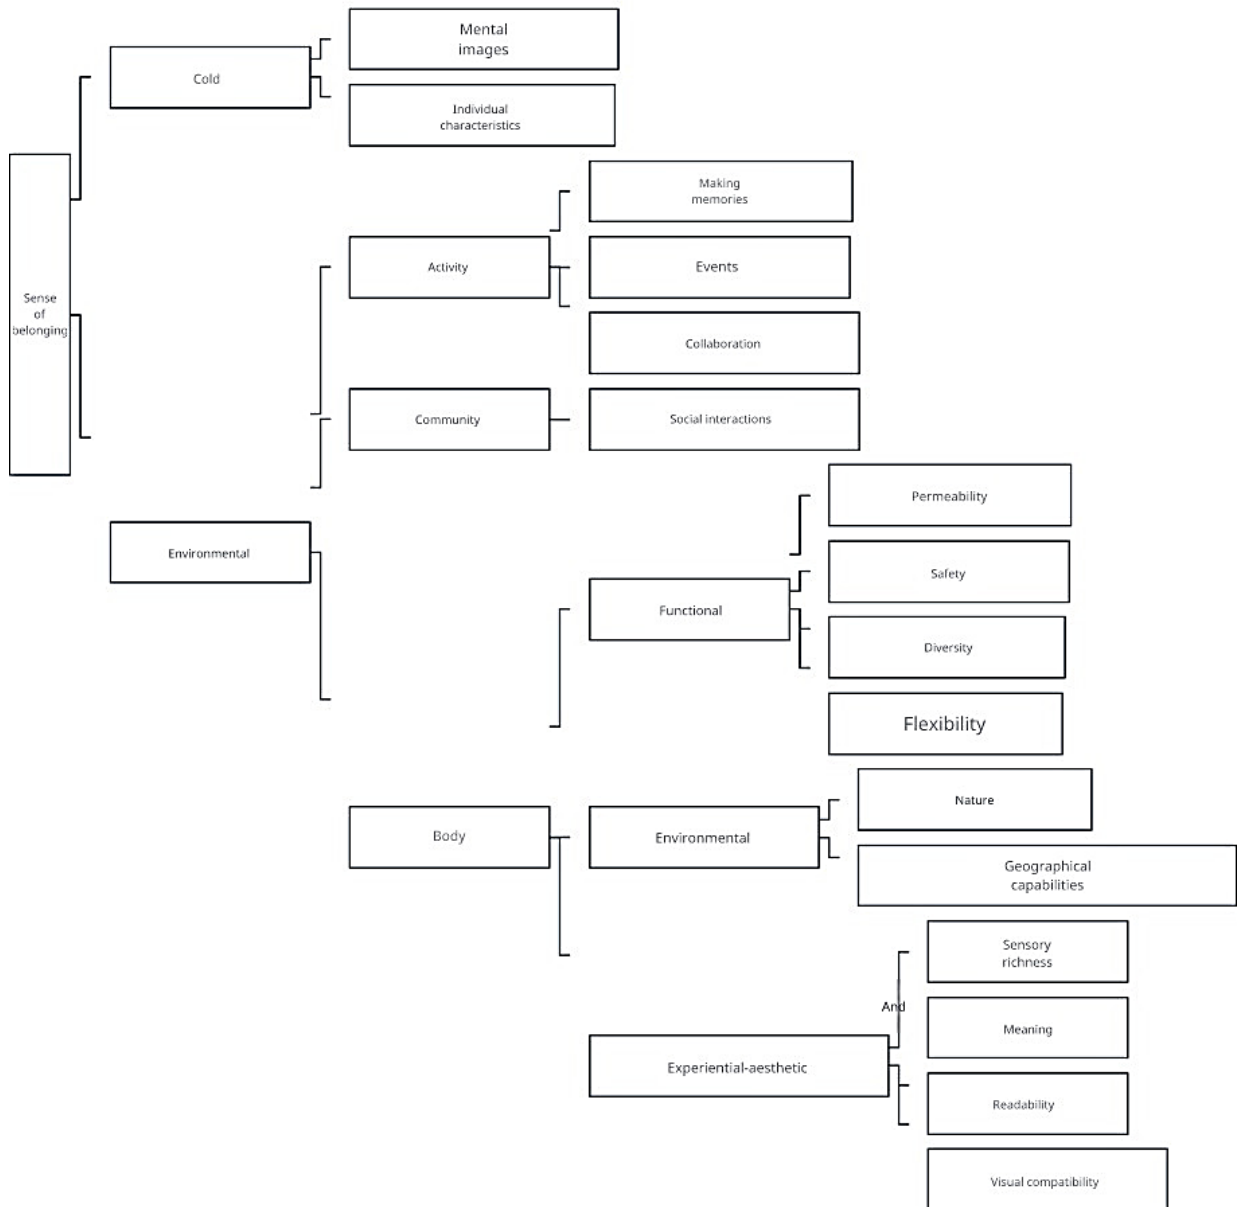 Mental
images
Cold
Individual
characteristics
Making
memories
Activity
Events
Sense
of
belonging
Collaboration
Community
Social interactions
Permeability
Environmental
Safety
Functional
Diversity
Flexibility
Nature
Body
Environmental
Geographical
capabilities
Sensory
richness
And
Meaning
Experiential-aesthetic
Readability
Visual compatibility